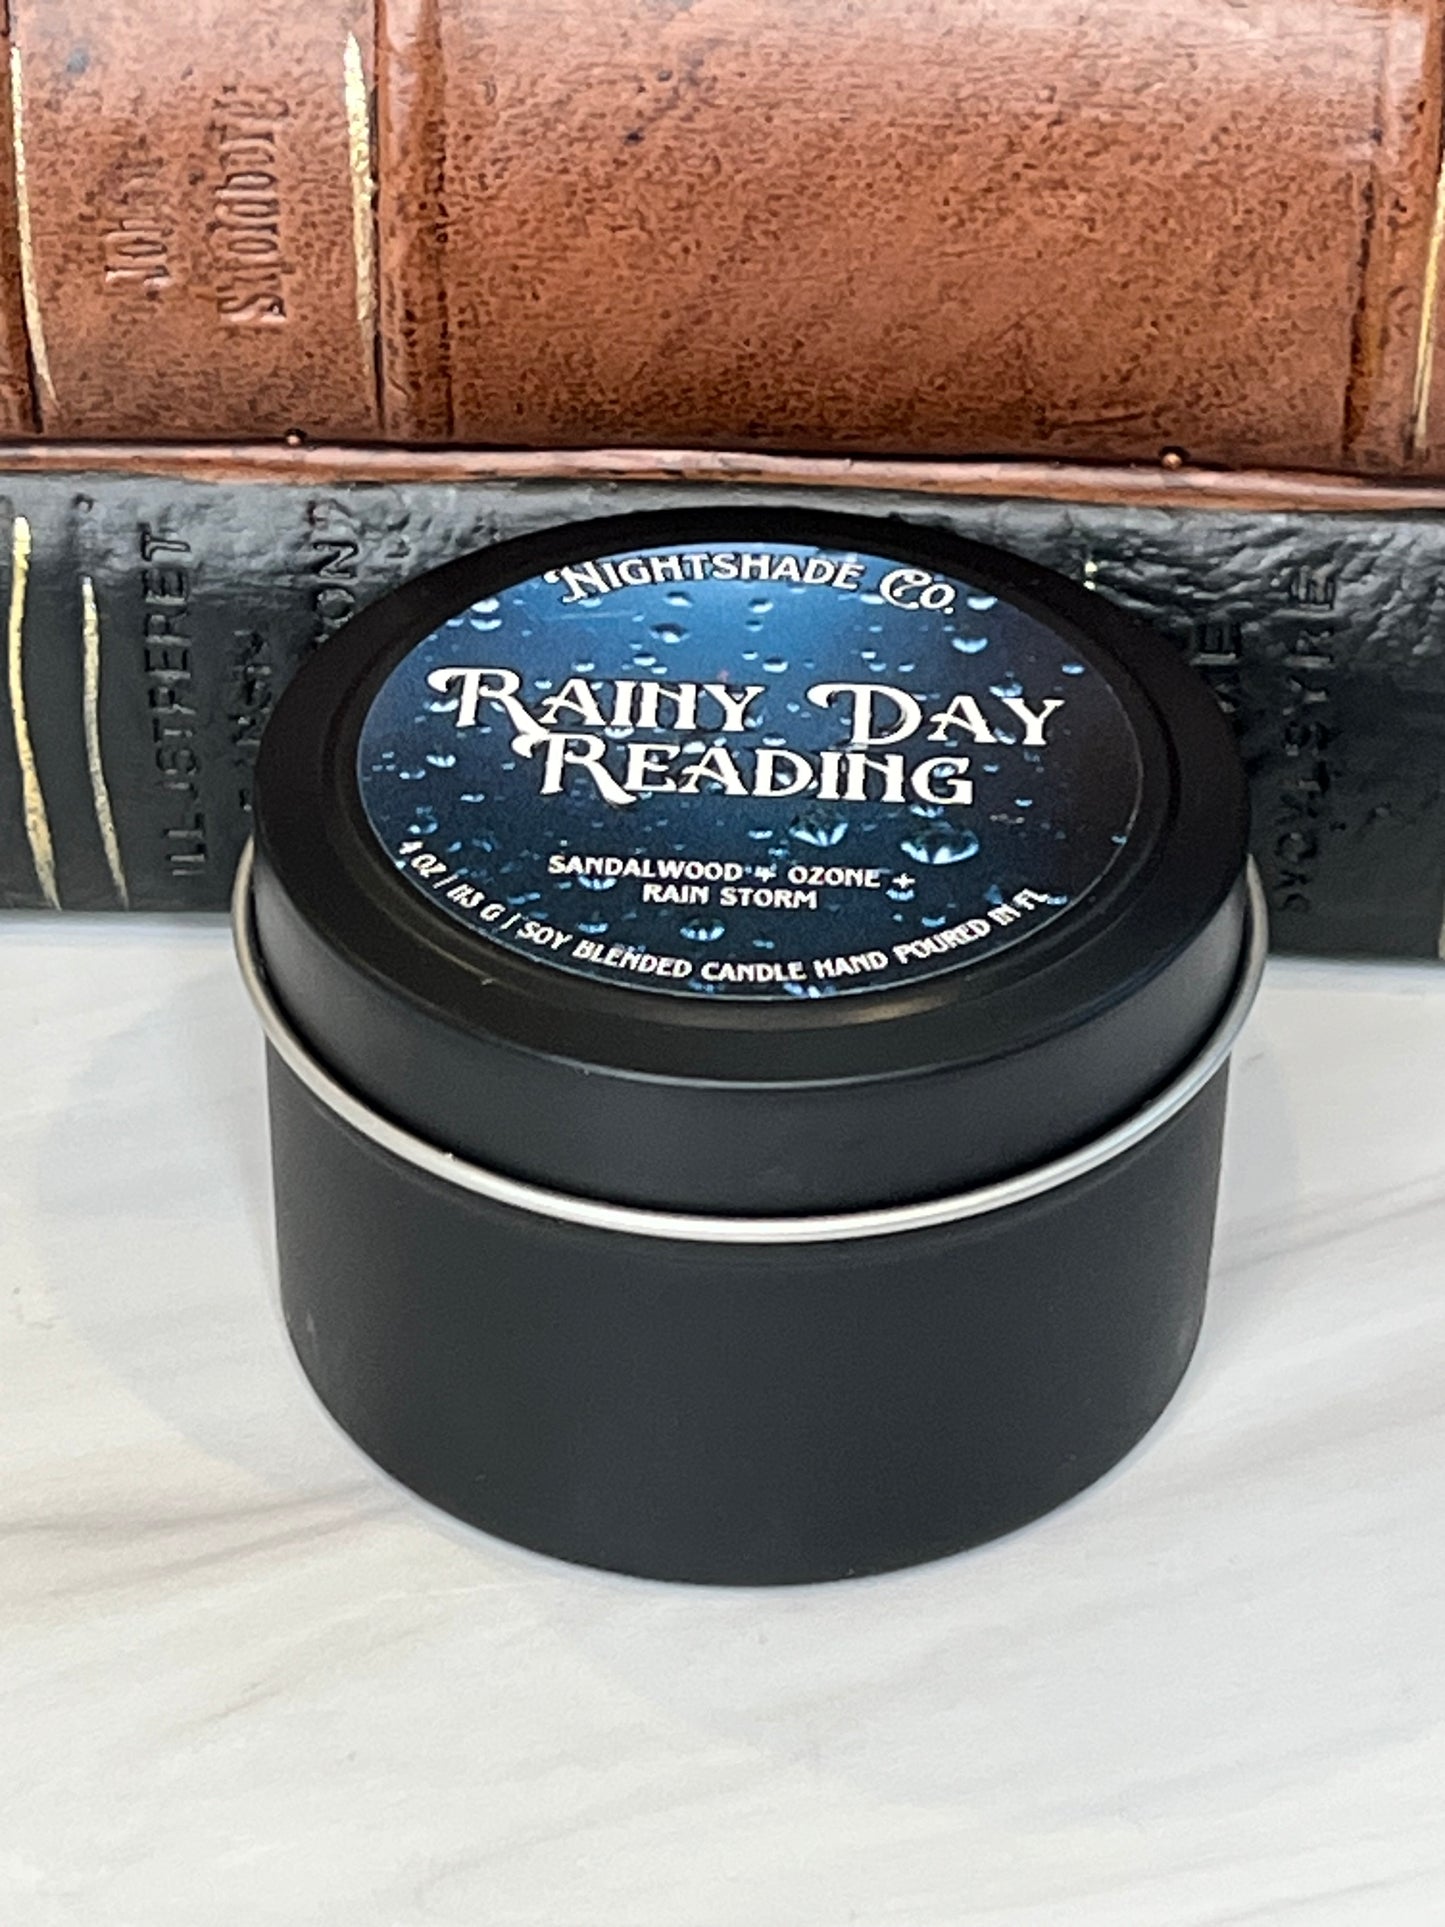 NIGHTSHADE CO.
RAINY DAY
READING
SANDALWOOD + OZONE +
RAIN STORM
4 OZ | 113 G | SOY BLENDED CANDLE HAND POURED IN FL
ILLUSTRERET